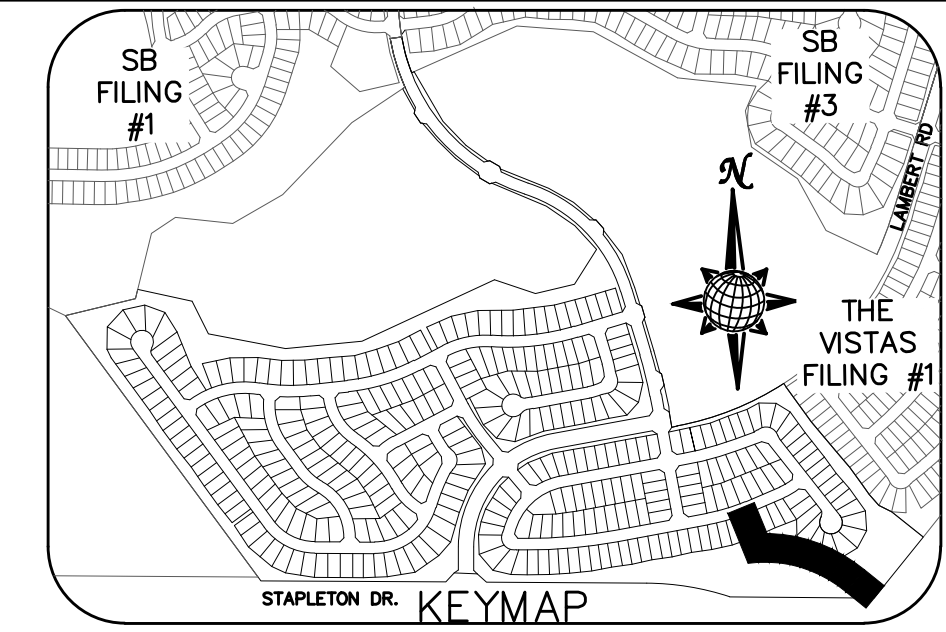 SB
FILING
#1
SB
FILING
#3
LAMBERT RD
N
THE
VISTAS
FILING #1
STAPLETON DR.
KEYMAP